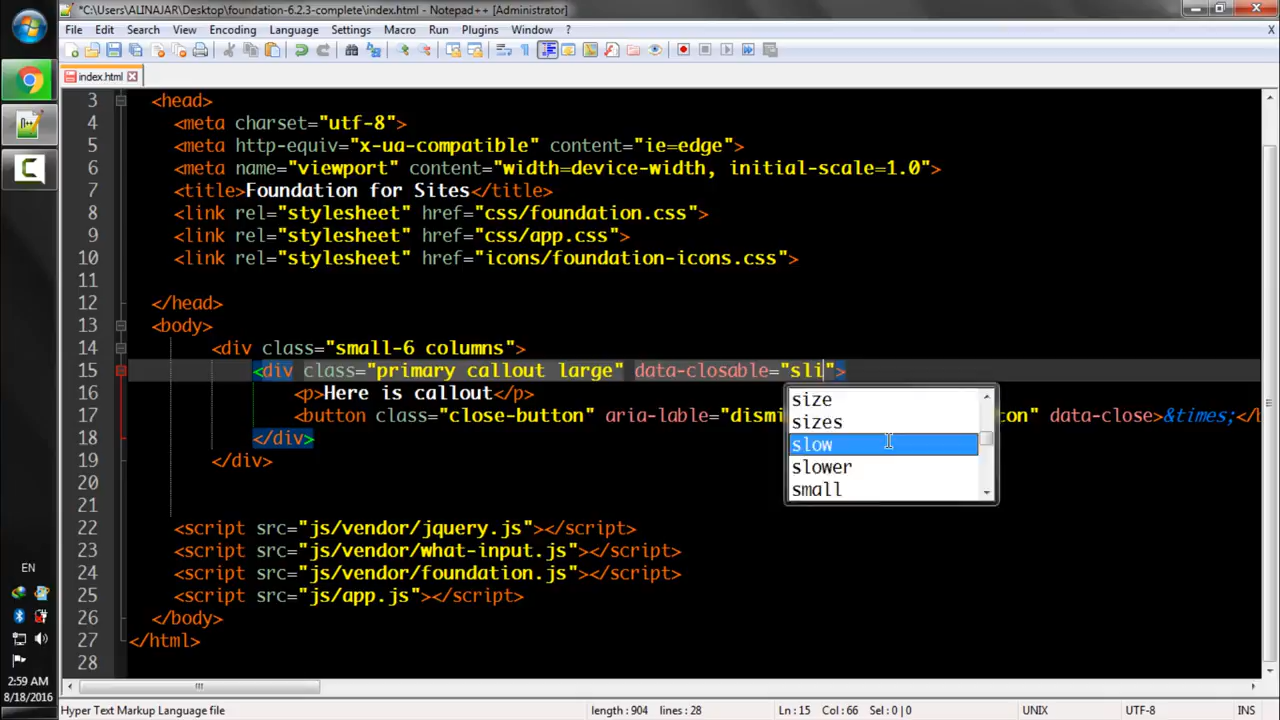 *C:\Users\ALINAJAR\Desktop\foundation-6.2.3-complete\index.html - Notepad++ [Administrator]
File Edit Search View Encoding Language Settings Macro Run Plugins Window ?
index.html
3 <head>
4 <meta charset="utf-8">
5 <meta http-equiv="x-ua-compatible" content="ie=edge">
6 <meta name="viewport" content="width=device-width, initial-scale=1.0">
7 <title>Foundation for Sites</title>
8 <link rel="stylesheet" href="css/foundation.css">
9 <link rel="stylesheet" href="css/app.css">
10 <link rel="stylesheet" href="icons/foundation-icons.css">
11
12 </head>
13 <body>
14 <div class="small-6 columns">
15 <div class="primary callout large" data-closable="sli">
16 <p>Here is callout</p>
17 <button class="close-button" aria-lable="dismi on" data-close>&times;</b
18 </div>
19 </div>
20
21
22 <script src="js/vendor/jquery.js"></script>
23 <script src="js/vendor/what-input.js"></script>
24 <script src="js/vendor/foundation.js"></script>
25 <script src="js/app.js"></script>
26 </body>
27 </html>
28
size
sizes
slow
slower
small
EN
2:59 AM
8/18/2016
Hyper Text Markup Language file length : 904 lines : 28 Ln : 15 Col : 66 Sel : 0 | 0 UNIX UTF-8 INS